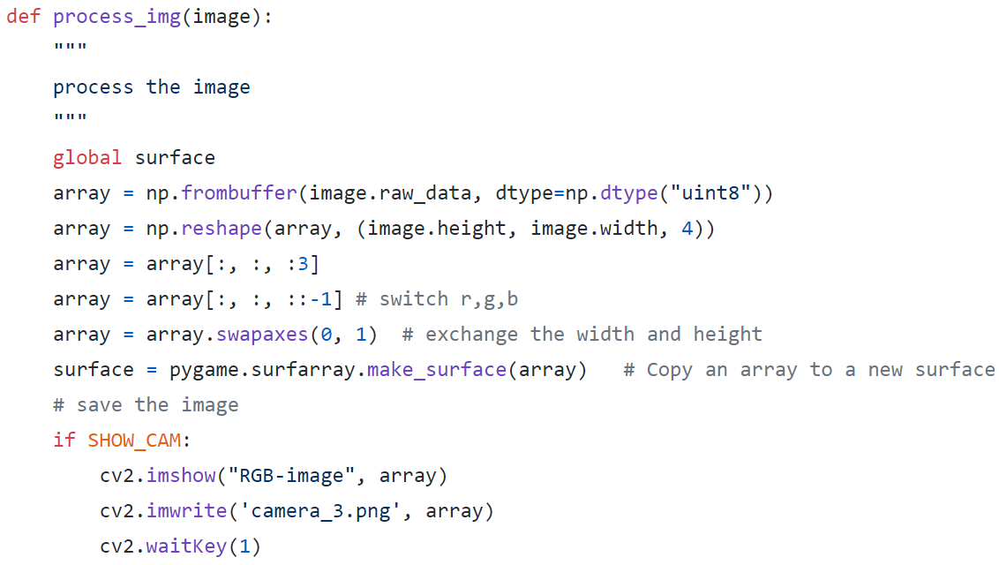 def process_img(image):
    """
    process the image
    """
    global surface
    array = np.frombuffer(image.raw_data, dtype=np.dtype("uint8"))
    array = np.reshape(array, (image.height, image.width, 4))
    array = array[:, :, :3]
    array = array[:, :, ::-1] # switch r,g,b
    array = array.swapaxes(0, 1)  # exchange the width and height
    surface = pygame.surfarray.make_surface(array)   # Copy an array to a new surface
    # save the image
    if SHOW_CAM:
        cv2.imshow("RGB-image", array)
        cv2.imwrite('camera_3.png', array)
        cv2.waitKey(1)